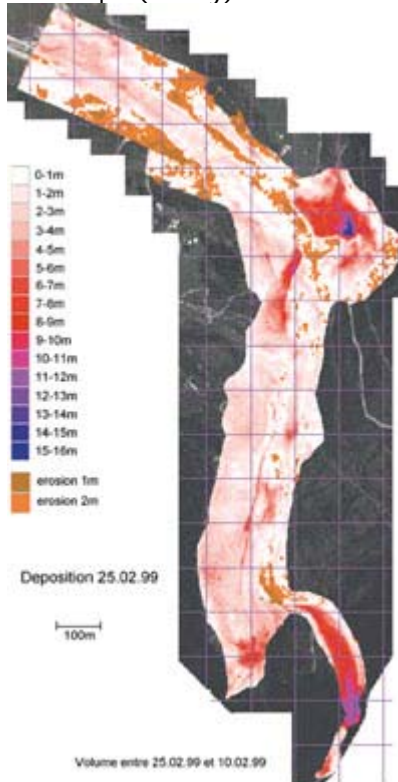 0-1m
1-2m
2-3m
3-4m
4-5m
5-6m
6-7m
7-8m
8-9m
9-10m
10-11m
11-12m
12-13m
13-14m
14-15m
15-16m
erosion 1m
erosion 2m
Deposition 25.02.99
100m
Volume entre 25.02.99 et 10.02.99